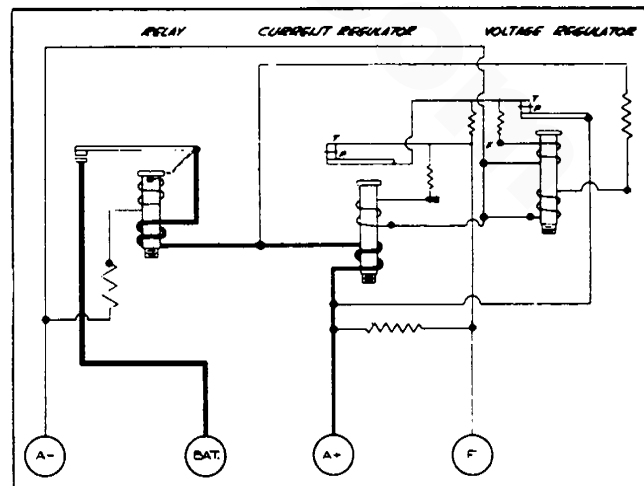 RELAY
CURRENT REGULATOR
VOLTAGE REGULATOR
T
P
T
P
A-
BAT.
A+
F